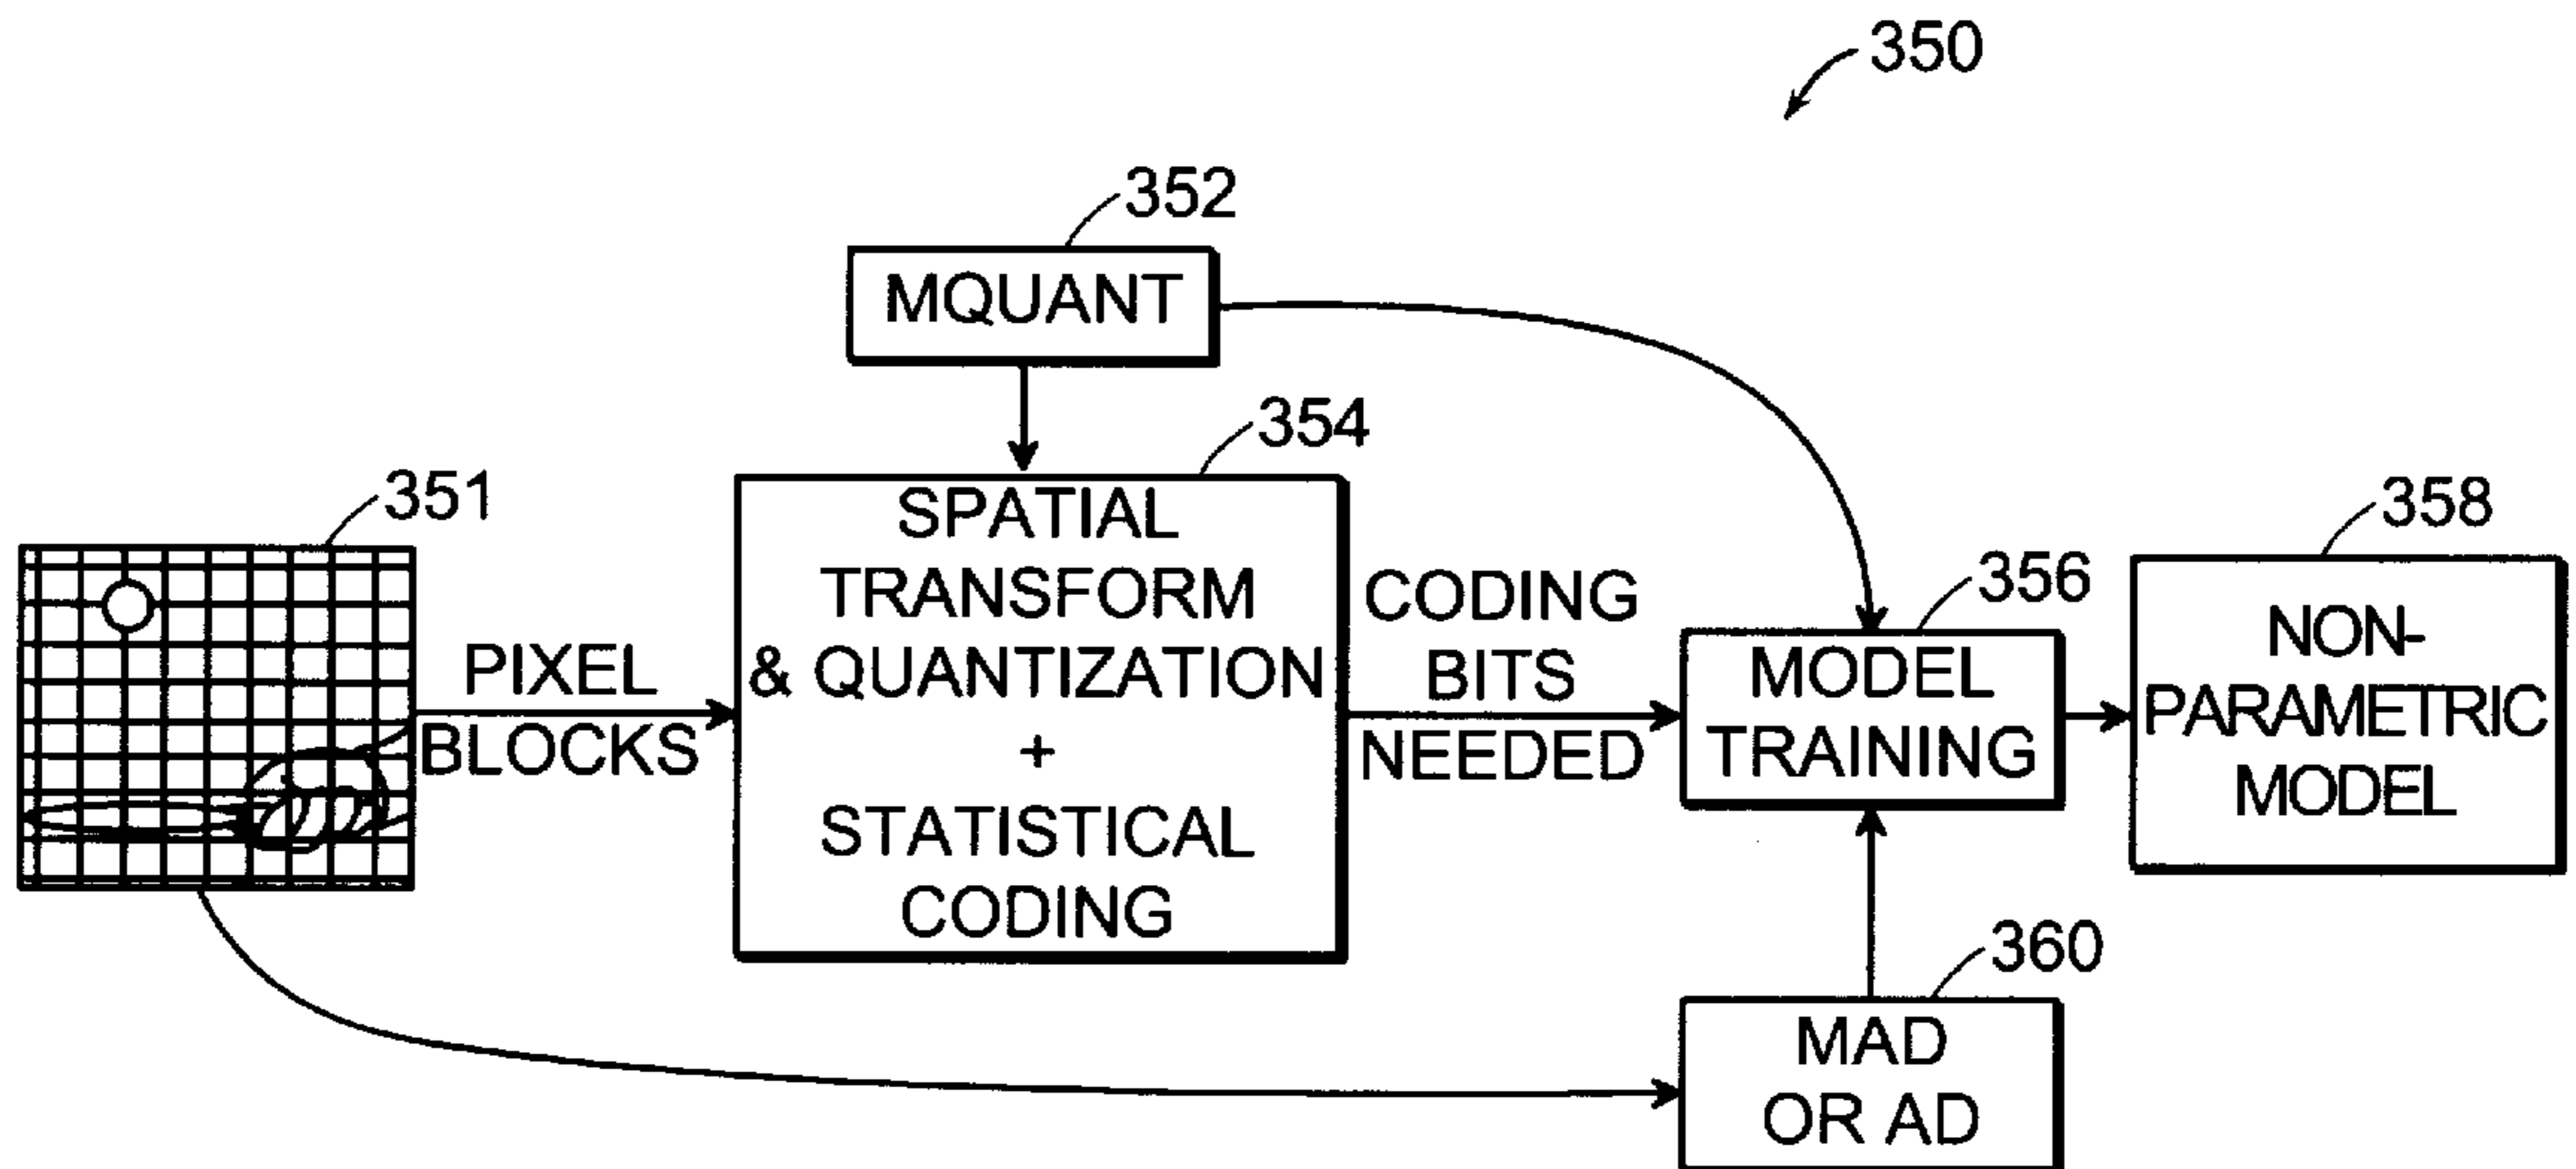 350
352
MQUANT
354
351
SPATIAL
TRANSFORM
& QUANTIZATION
+
STATISTICAL
CODING
PIXEL
BLOCKS
CODING
BITS
NEEDED
356
MODEL
TRAINING
358
NON-
PARAMETRIC
MODEL
360
MAD
OR AD